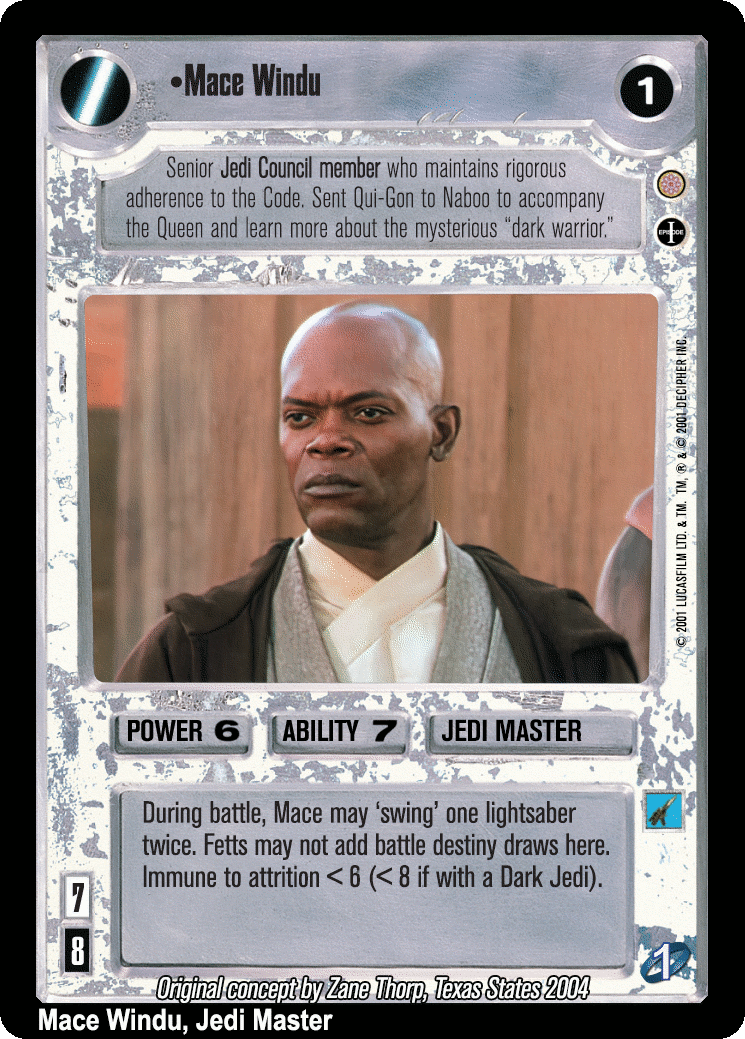 •Mace Windu
1
Senior Jedi Council member who maintains rigorous
adherence to the Code. Sent Qui-Gon to Naboo to accompany
the Queen and learn more about the mysterious “dark warrior.”
EPISODE
I
© 2001 LUCASFILM LTD. & TM. TM, ® & © 2001 DECIPHER INC.
POWER 6
ABILITY 7
JEDI MASTER
During battle, Mace may ‘swing’ one lightsaber
twice. Fetts may not add battle destiny draws here.
Immune to attrition < 6 (< 8 if with a Dark Jedi).
7
8
1
Original concept by Zane Thorp, Texas States 2004
Mace Windu, Jedi Master